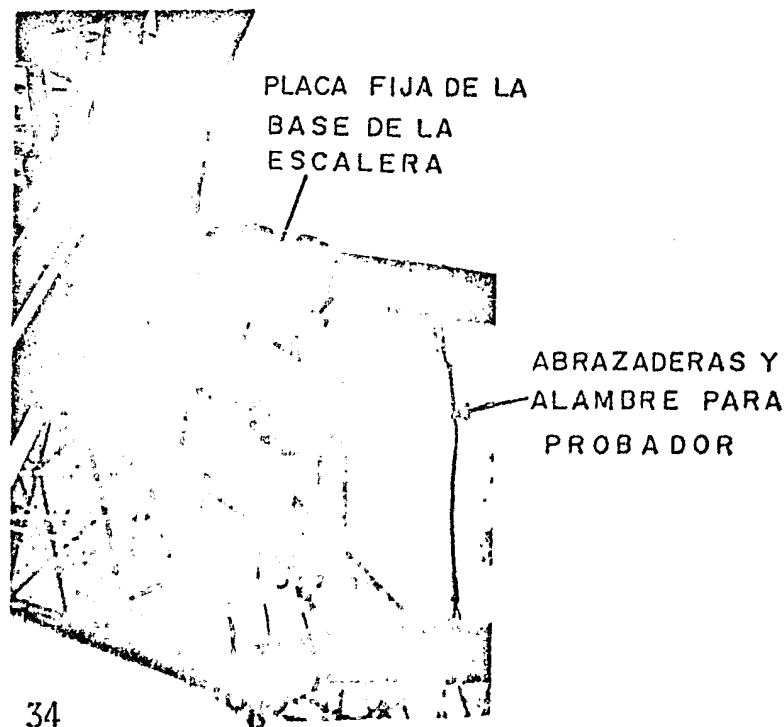 PLACA FIJA DE LA
BASE DE LA
ESCALERA
ABRAZADERAS Y
ALAMBRE PARA
PROBADOR
34